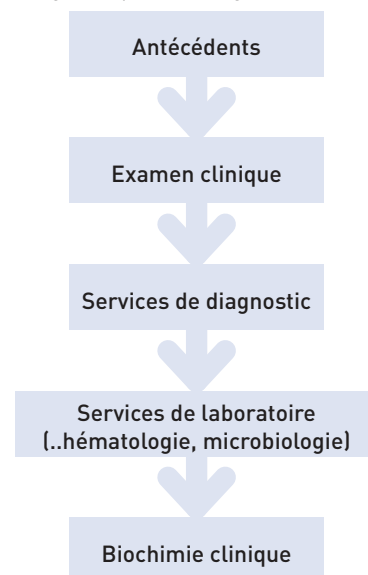 Antécédents
Examen clinique
Services de diagnostic
Services de laboratoire
(..hématologie, microbiologie)
Biochimie clinique